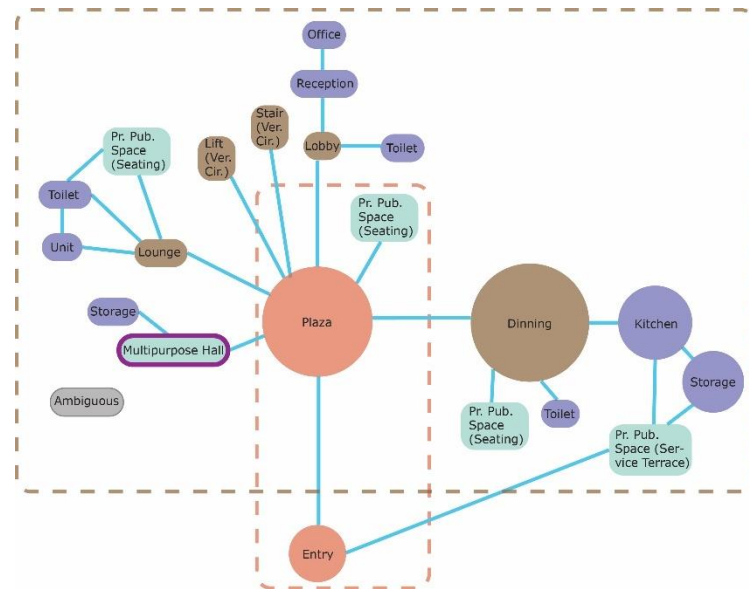 Office
Reception
Stair
(Ver.
Cir.)
Lift
(Ver.
Cir.)
Lobby
Toilet
Pr. Pub.
Space
(Seating)
Toilet
Unit
Lounge
Pr. Pub.
Space
(Seating)
Storage
Multipurpose Hall
Plaza
Dinning
Kitchen
Storage
Ambiguous
Pr. Pub.
Space
(Seating)
Toilet
Pr. Pub.
Space (Ser-
vice Terrace)
Entry